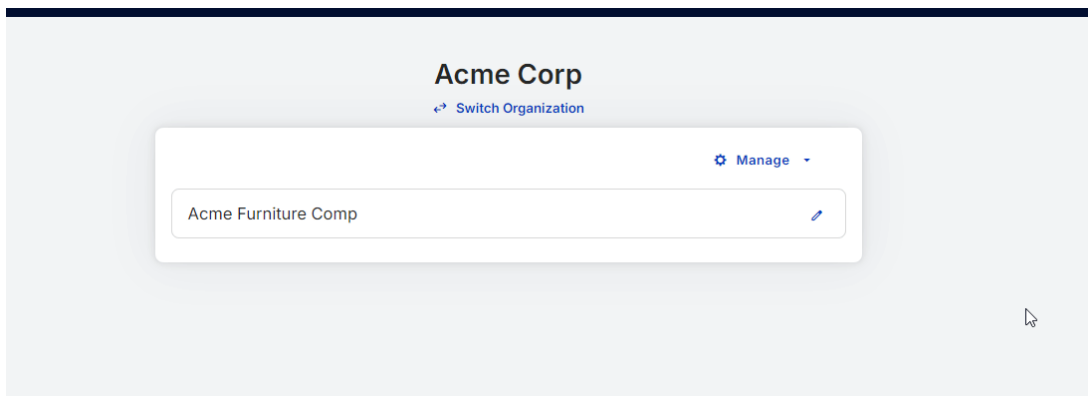 Acme Corp
Switch Organization
Manage
Acme Furniture Comp